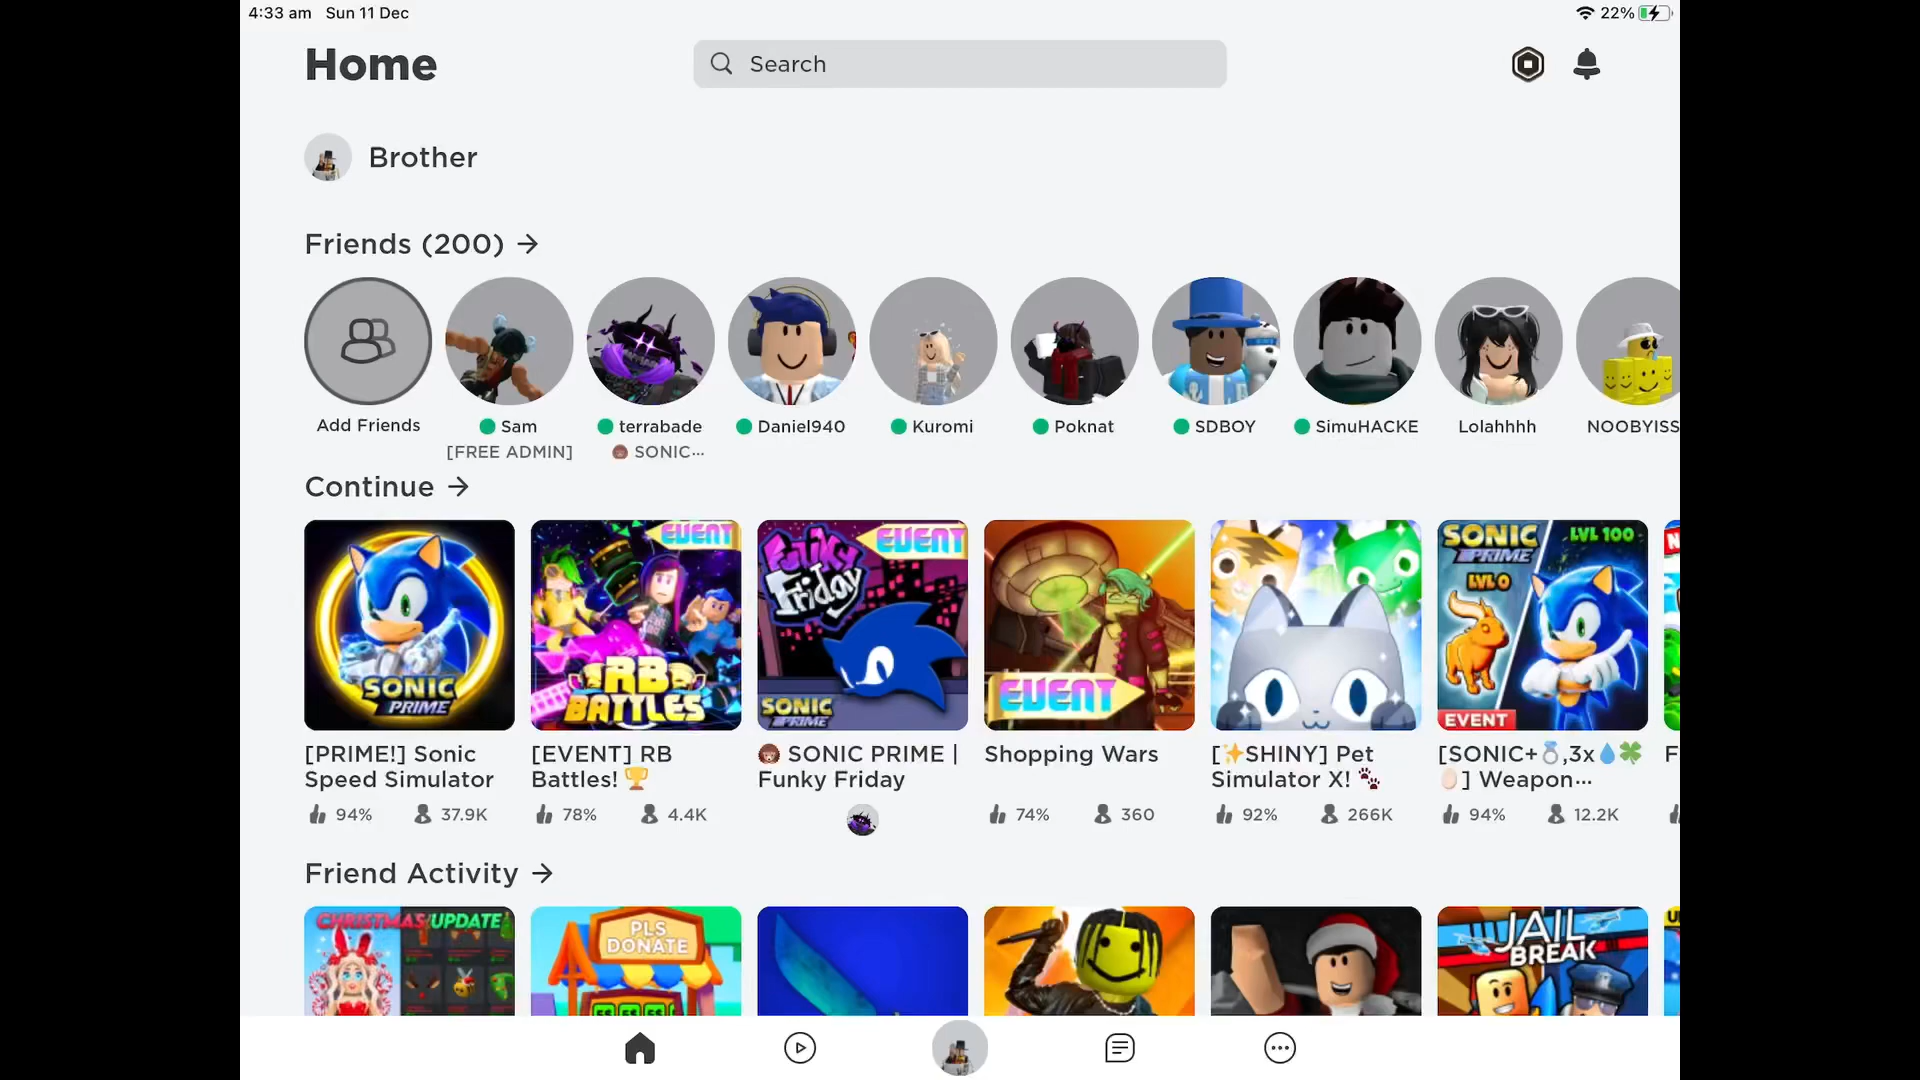 4:33 am Sun 11 Dec
22%
Home
Search
Brother
Friends (200)
Add Friends
Sam
terrabade
Daniel940
Kuromi
Poknat
SDBOY
SimuHACKE
Lolahhhh
NOOBYISS
[FREE ADMIN]
SONIC···
Continue
EVENT
RB
BATTLES
SONIC
PRIME
Funky
Friday
EVENT
SONIC
PRIME
EVENT
SONIC
PRIME
LVL 100
LVL 0
EVENT
[PRIME!] Sonic
Speed Simulator
[EVENT] RB
Battles! 🏆
SONIC PRIME |
Funky Friday
Shopping Wars
[✨SHINY] Pet
Simulator X! 🐾
[SONIC+💍,3x💧🍀
🥚] Weapon···
F
94% 37.9K
78% 4.4K
74% 360
92% 266K
94% 12.2K
Friend Activity
CHRISTMAS UPDATE
PLS
DONATE
JAIL
BREAK